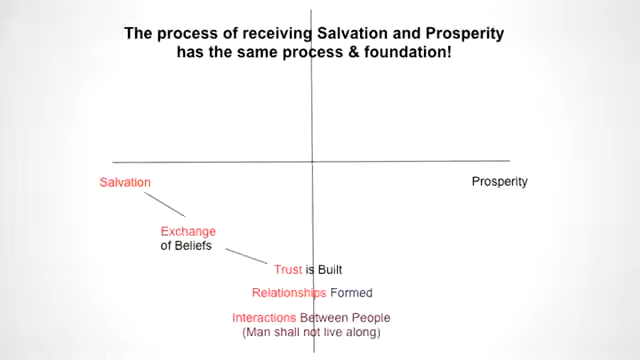 The process of receiving Salvation and Prosperity
has the same process & foundation!
Salvation
Prosperity
Exchange
of Beliefs
Trust is Built
Relationships Formed
Interactions Between People
(Man shall not live along)